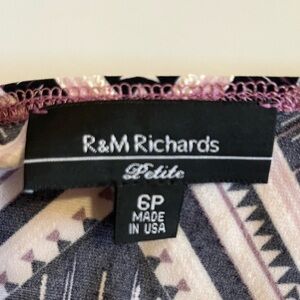 R&M Richards
Petite
6P
MADE
IN USA